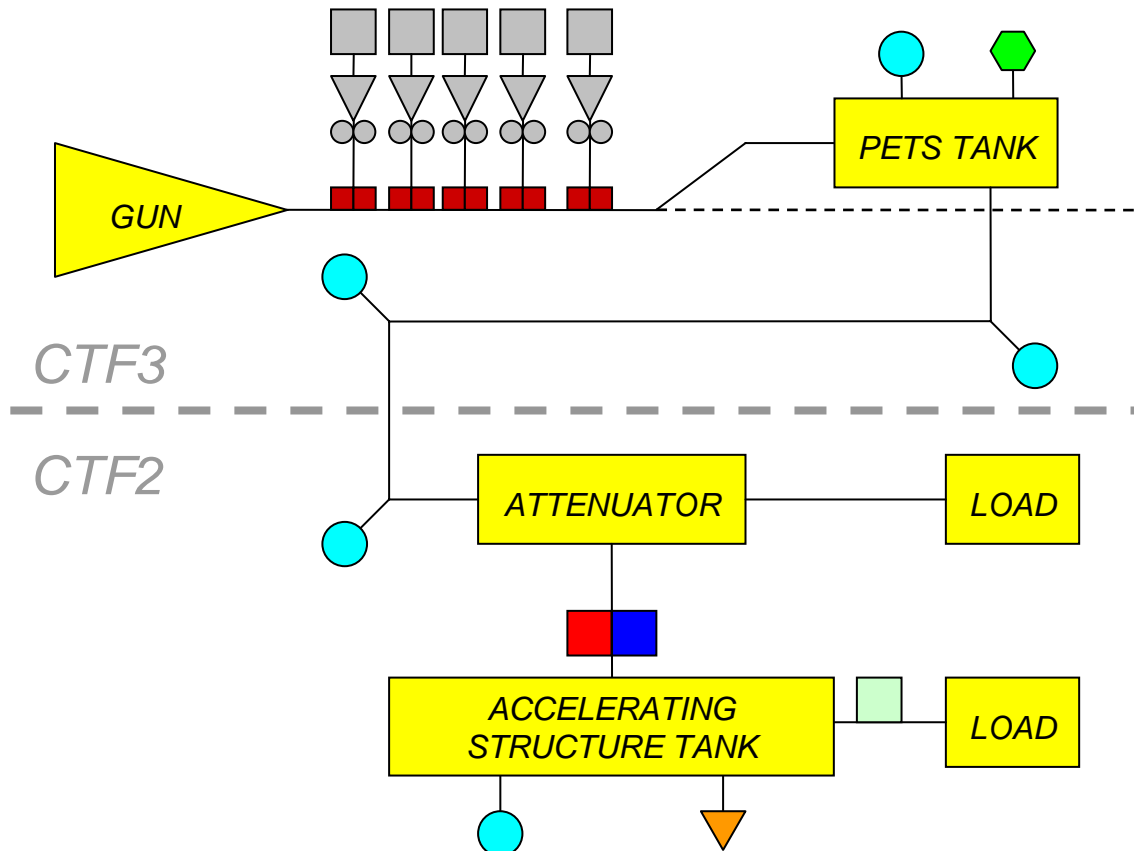 GUN
PETS TANK
CTF3
CTF2
ATTENUATOR
LOAD
ACCELERATING
STRUCTURE TANK
LOAD